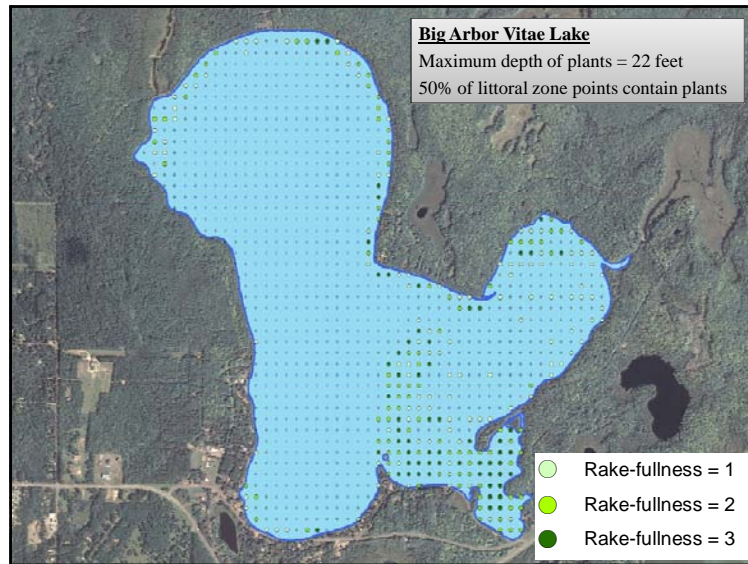 Big Arbor Vitae Lake
Maximum depth of plants = 22 feet
50% of littoral zone points contain plants
Rake-fullness = 1
Rake-fullness = 2
Rake-fullness = 3